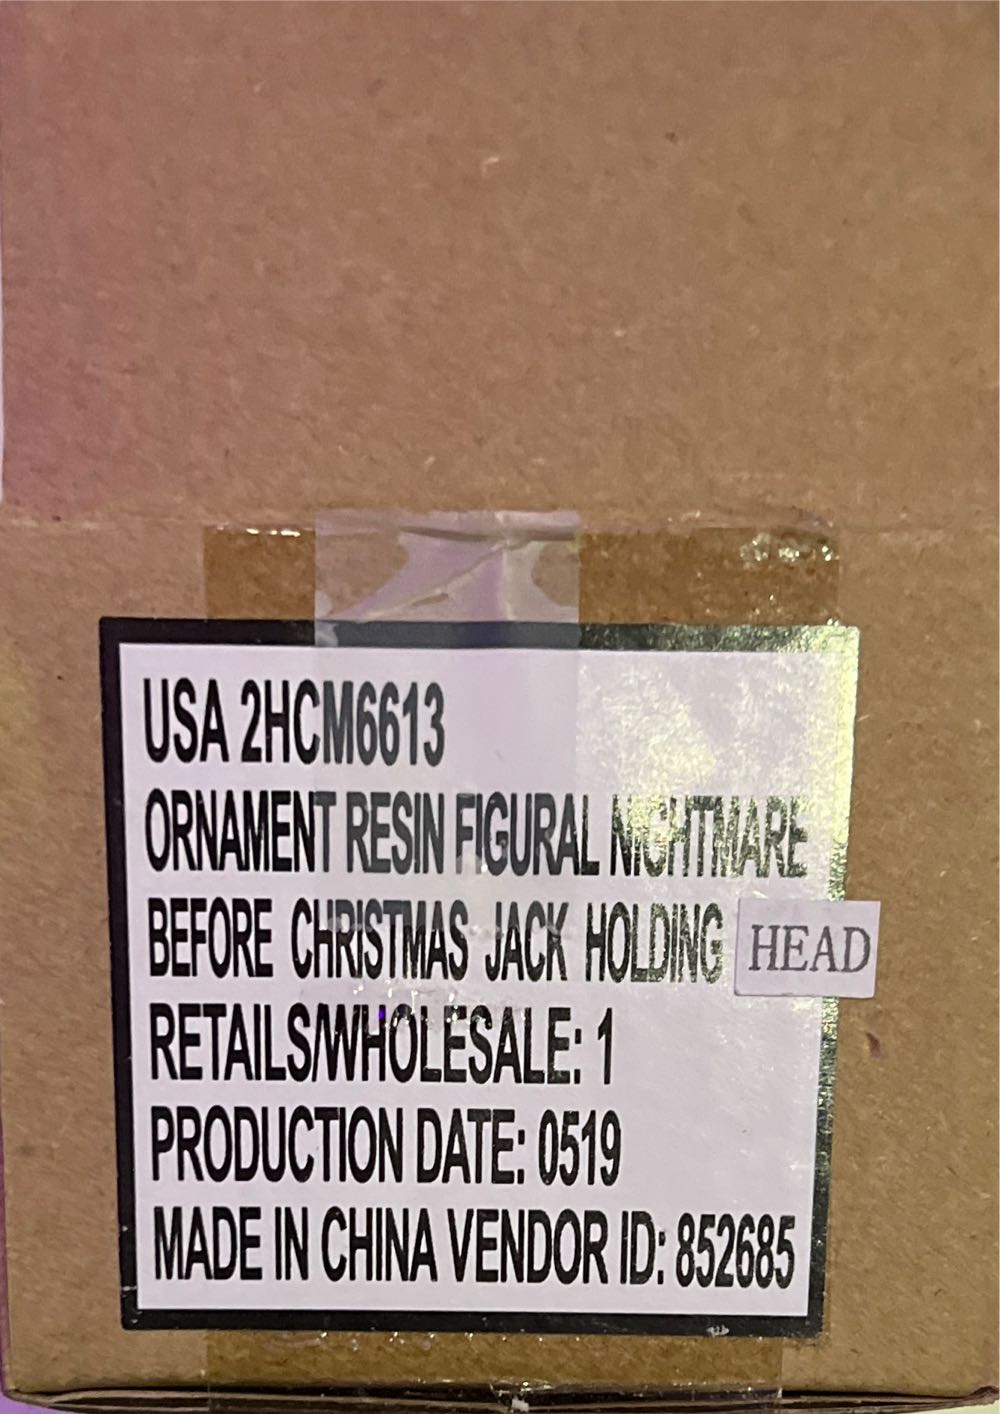 USA 2HCM6613
ORNAMENT RESIN FIGURAL NIGHTMARE
BEFORE CHRISTMAS JACK HOLDING HEAD
RETAILS/WHOLESALE: 1
PRODUCTION DATE: 0519
MADE IN CHINA VENDOR ID: 852685